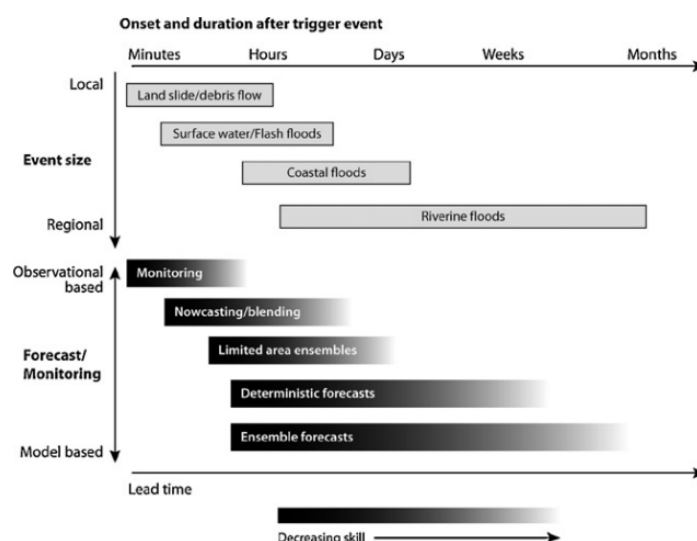 Onset and duration after trigger event
Minutes Hours Days Weeks Months
Local
Land slide/debris flow
Surface water/Flash floods
Event size
Coastal floods
Regional
Riverine floods
Observational
based
Monitoring
Nowcasting/blending
Limited area ensembles
Forecast/
Monitoring
Deterministic forecasts
Ensemble forecasts
Model based
Lead time
Decreasing skill